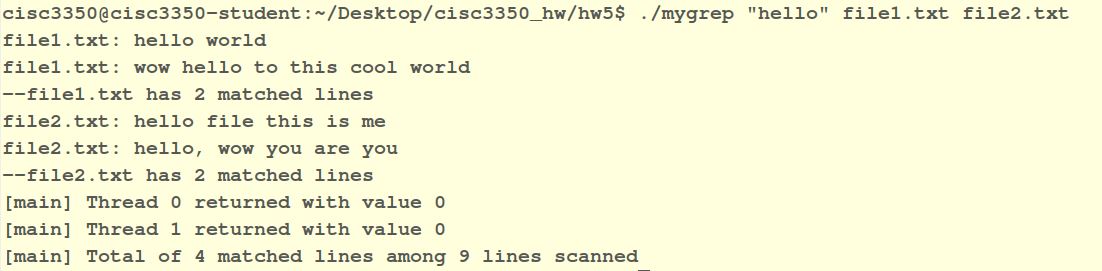 cisc3350@cisc3350-student:~/Desktop/cisc3350_hw/hw5$ ./mygrep "hello" file1.txt file2.txt
file1.txt: hello world
file1.txt: wow hello to this cool world
--file1.txt has 2 matched lines
file2.txt: hello file this is me
file2.txt: hello, wow you are you
--file2.txt has 2 matched lines
[main] Thread 0 returned with value 0
[main] Thread 1 returned with value 0
[main] Total of 4 matched lines among 9 lines scanned